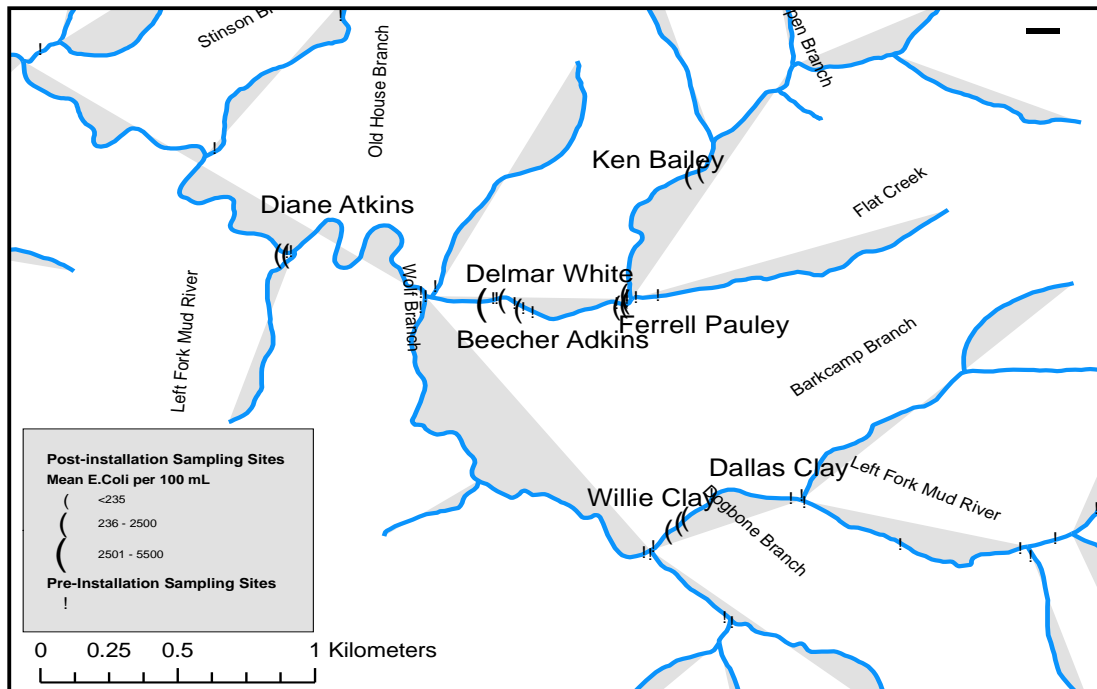 Stinson B
Old House Branch
pen Branch
Ken Bailey
Flat Creek
Diane Atkins
Left Fork Mud River
Wolf Branch
Delmar White
Beecher Adkins
Ferrell Pauley
Barkcamp Branch
Dallas Clay
Left Fork Mud River
Willie Clay
Dogbone Branch
Post-installation Sampling Sites
Mean E.Coli per 100 mL
( <235
( 236 - 2500
( 2501 - 5500
Pre-Installation Sampling Sites
!
0 0.25 0.5 1 Kilometers